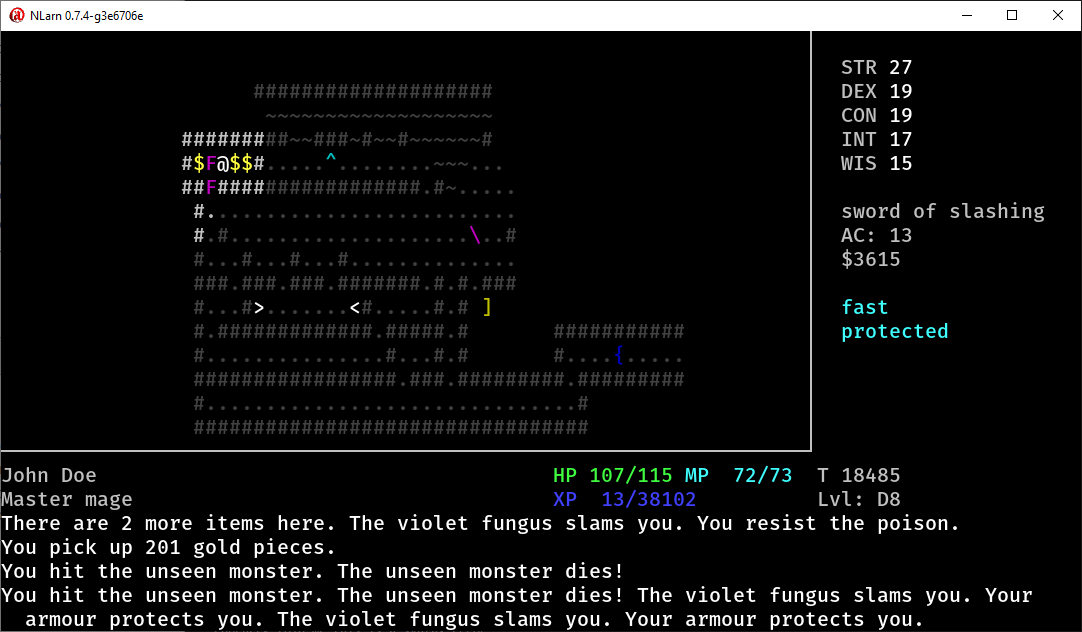 NLarn 0.7.4-g3e6706e
####################
~~~~~~~~~~~~~~~~~~~
STR 27
DEX 19
CON 19
INT 17
WIS 15
#########~~###~#~~#~~~~~~#
#$F@$$#.....^........~~~...
##F#################.#~.....
#..........................
#.#....................\..#
#...#...#...#..............
###.###.###.#######.#.#.###
#...#>.......<#.....#.# ]
#.#############.#####.# ###########
#...............#...#.# #....{.....
#################.###.#########.#########
#...............................#
#################################
sword of slashing
AC: 13
$3615
fast
protected
John Doe HP 107/115 MP 72/73 T 18485
Master mage XP 13/38102 Lvl: D8
There are 2 more items here. The violet fungus slams you. You resist the poison.
You pick up 201 gold pieces.
You hit the unseen monster. The unseen monster dies!
You hit the unseen monster. The unseen monster dies! The violet fungus slams you. Your
armour protects you. The violet fungus slams you. Your armour protects you.